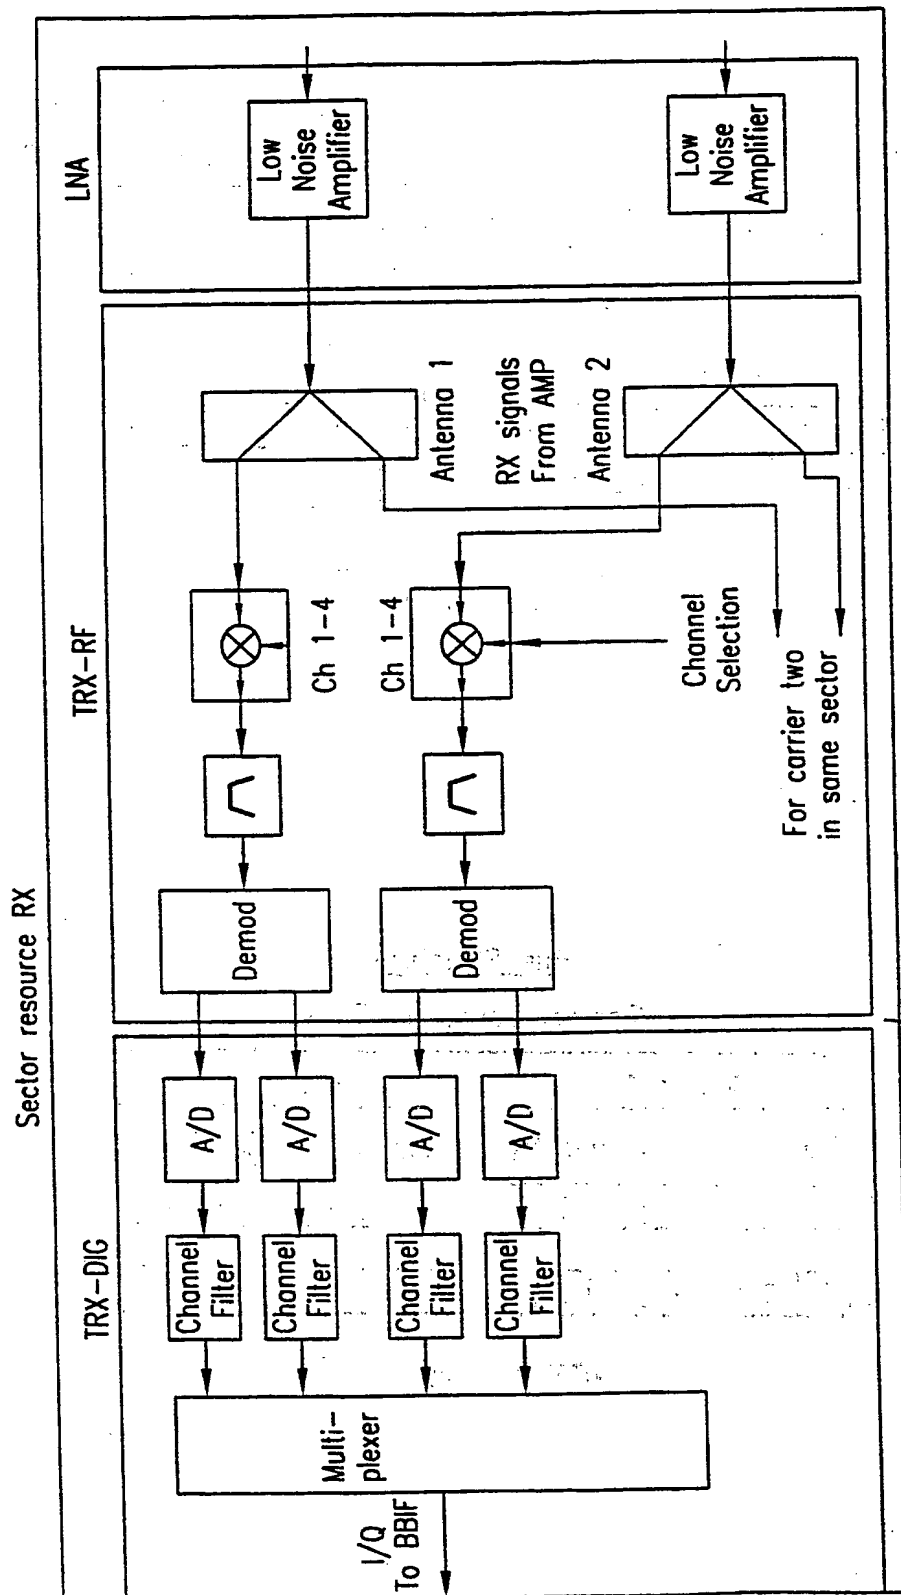 Sector resource RX
TRX-DIG
TRX-RF
LNA
I/Q
To BBIF
Multi-
plexer
Channel
Filter
Channel
Filter
Channel
Filter
Channel
Filter
A/D
A/D
A/D
A/D
Demod
Demod
Ch 1-4
Ch 1-4
Channel
Selection
For carrier two
in same sector
Antenna 1
RX signals
From AMP
Antenna 2
Low
Noise
Amplifier
Low
Noise
Amplifier